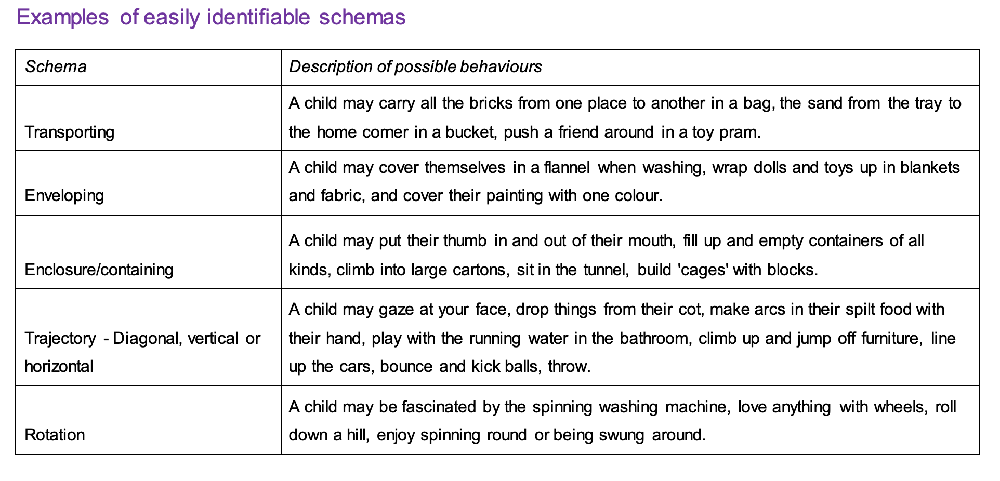 Examples of easily identifiable schemas
Schema
Description of possible behaviours
Transporting
A child may carry all the bricks from one place to another in a bag, the sand from the tray to
the home corner in a bucket, push a friend around in a toy pram.
Enveloping
A child may cover themselves in a flannel when washing, wrap dolls and toys up in blankets
and fabric, and cover their painting with one colour.
Enclosure/containing
A child may put their thumb in and out of their mouth, fill up and empty containers of all
kinds, climb into large cartons, sit in the tunnel, build 'cages' with blocks.
Trajectory - Diagonal, vertical or
horizontal
A child may gaze at your face, drop things from their cot, make arcs in their spilt food with
their hand, play with the running water in the bathroom, climb up and jump off furniture, line
up the cars, bounce and kick balls, throw.
Rotation
A child may be fascinated by the spinning washing machine, love anything with wheels, roll
down a hill, enjoy spinning round or being swung around.